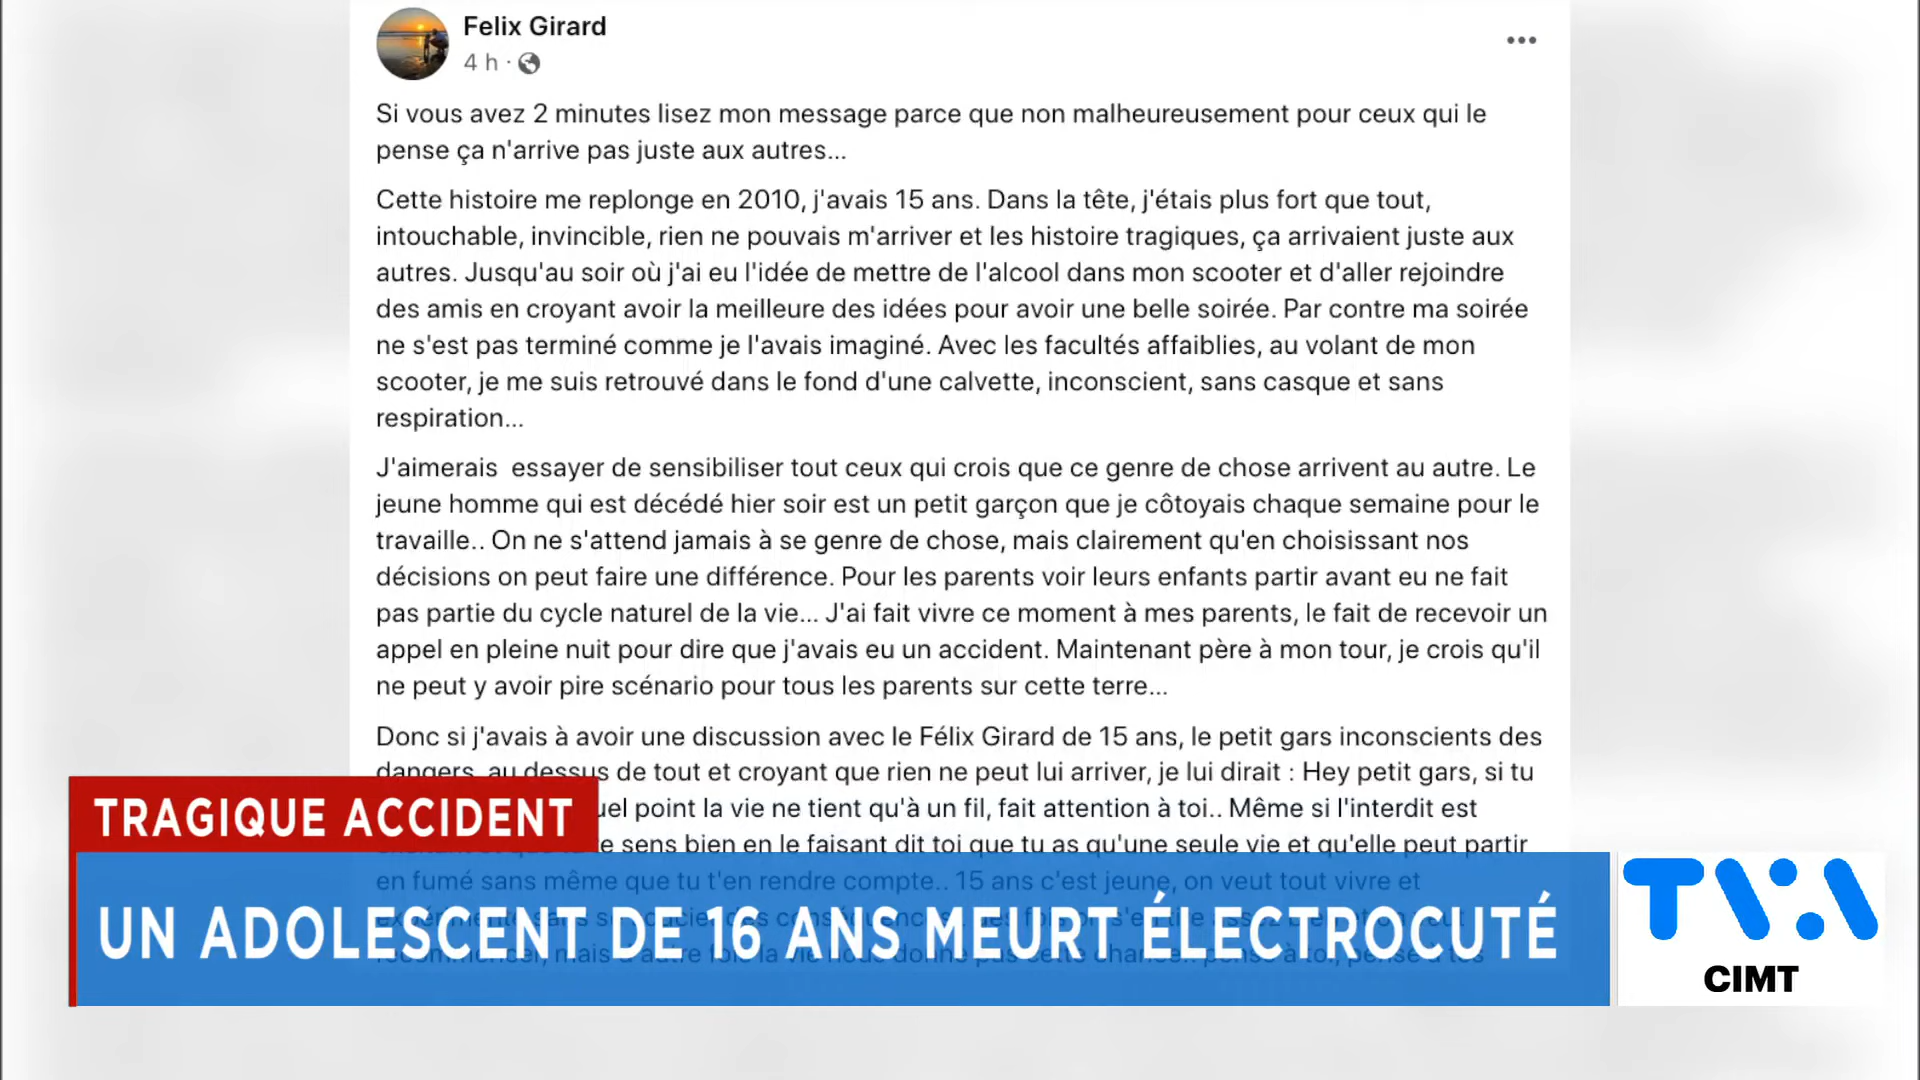 Felix Girard
4 h ·
Si vous avez 2 minutes lisez mon message parce que non malheureusement pour ceux qui le
pense ça n'arrive pas juste aux autres...
Cette histoire me replonge en 2010, j'avais 15 ans. Dans la tête, j'étais plus fort que tout,
intouchable, invincible, rien ne pouvais m'arriver et les histoire tragiques, ça arrivaient juste aux
autres. Jusqu'au soir où j'ai eu l'idée de mettre de l'alcool dans mon scooter et d'aller rejoindre
des amis en croyant avoir la meilleure des idées pour avoir une belle soirée. Par contre ma soirée
ne s'est pas terminé comme je l'avais imaginé. Avec les facultés affaiblies, au volant de mon
scooter, je me suis retrouvé dans le fond d'une calvette, inconscient, sans casque et sans
respiration...
J'aimerais  essayer de sensibiliser tout ceux qui crois que ce genre de chose arrivent au autre. Le
jeune homme qui est décédé hier soir est un petit garçon que je côtoyais chaque semaine pour le
travaille.. On ne s'attend jamais à se genre de chose, mais clairement qu'en choisissant nos
décisions on peut faire une différence. Pour les parents voir leurs enfants partir avant eu ne fait
pas partie du cycle naturel de la vie... J'ai fait vivre ce moment à mes parents, le fait de recevoir un
appel en pleine nuit pour dire que j'avais eu un accident. Maintenant père à mon tour, je crois qu'il
ne peut y avoir pire scénario pour tous les parents sur cette terre...
Donc si j'avais à avoir une discussion avec le Félix Girard de 15 ans, le petit gars inconscients des
dangers, au dessus de tout et croyant que rien ne peut lui arriver, je lui dirait : Hey petit gars, si tu
point la vie ne tient qu'à un fil, fait attention à toi.. Même si l'interdit est
sens bien en le faisant dit toi que tu as qu'une seule vie et qu'elle peut partir
en fumé sans même que tu t'en rendre compte.. 15 ans c'est jeune, on veut tout vivre et
TRAGIQUE ACCIDENT
UN ADOLESCENT DE 16 ANS MEURT ÉLECTROCUTÉ
TVA
CIMT